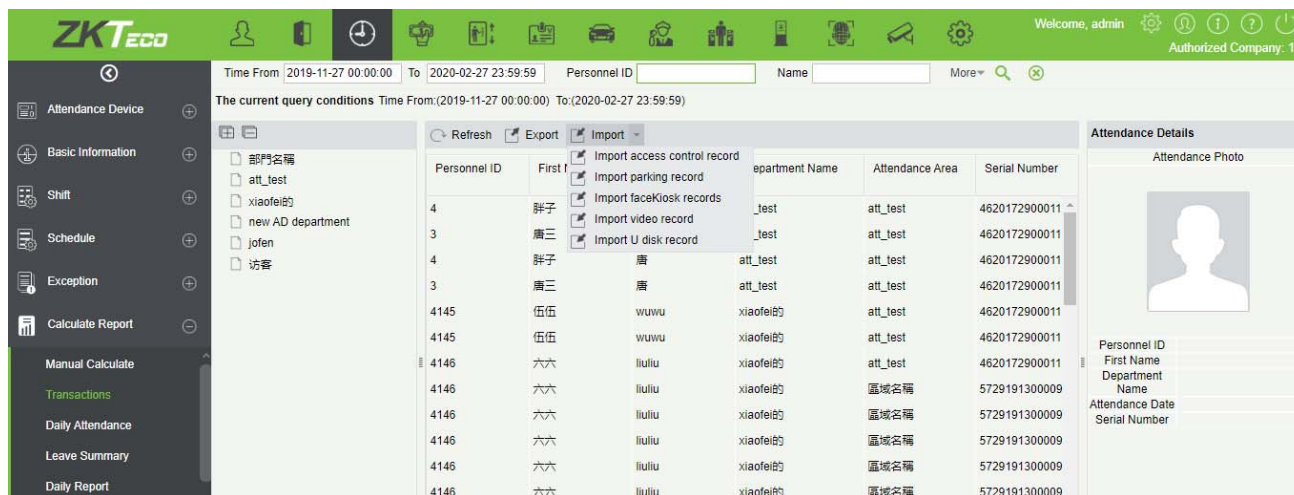 ZKTeco
Welcome, admin
Authorized Company: 1
Time From 2019-11-27 00:00:00 To 2020-02-27 23:59:59 Personnel ID Name More
The current query conditions Time From:(2019-11-27 00:00:00) To:(2020-02-27 23:59:59)
Attendance Device
Basic Information
Shift
Schedule
Exception
Calculate Report
Manual Calculate
Transactions
Daily Attendance
Leave Summary
Daily Report
部門名稱
att_test
xiaofei的
new AD department
jofen
访客
Refresh Export Import
Import access control record
Import parking record
Import faceKiosk records
Import video record
Import U disk record
Personnel ID First epartment Name Attendance Area Serial Number
4 胖子 _test att_test 4620172900011
3 唐三 _test att_test 4620172900011
4 胖子 唐 att_test att_test 4620172900011
3 唐三 唐 att_test att_test 4620172900011
4145 伍伍 wuwu xiaofei的 att_test 4620172900011
4145 伍伍 wuwu xiaofei的 att_test 4620172900011
4146 六六 liuliu xiaofei的 att_test 4620172900011
4146 六六 liuliu xiaofei的 區域名稱 5729191300009
4146 六六 liuliu xiaofei的 區域名稱 5729191300009
4146 六六 liuliu xiaofei的 區域名稱 5729191300009
4146 六六 liuliu xiaofei的 區域名稱 5729191300009
4146 六六 liuliu xiaofei的 區域名稱 5729191300009
Attendance Details
Attendance Photo
Personnel ID
First Name
Department
Name
Attendance Date
Serial Number